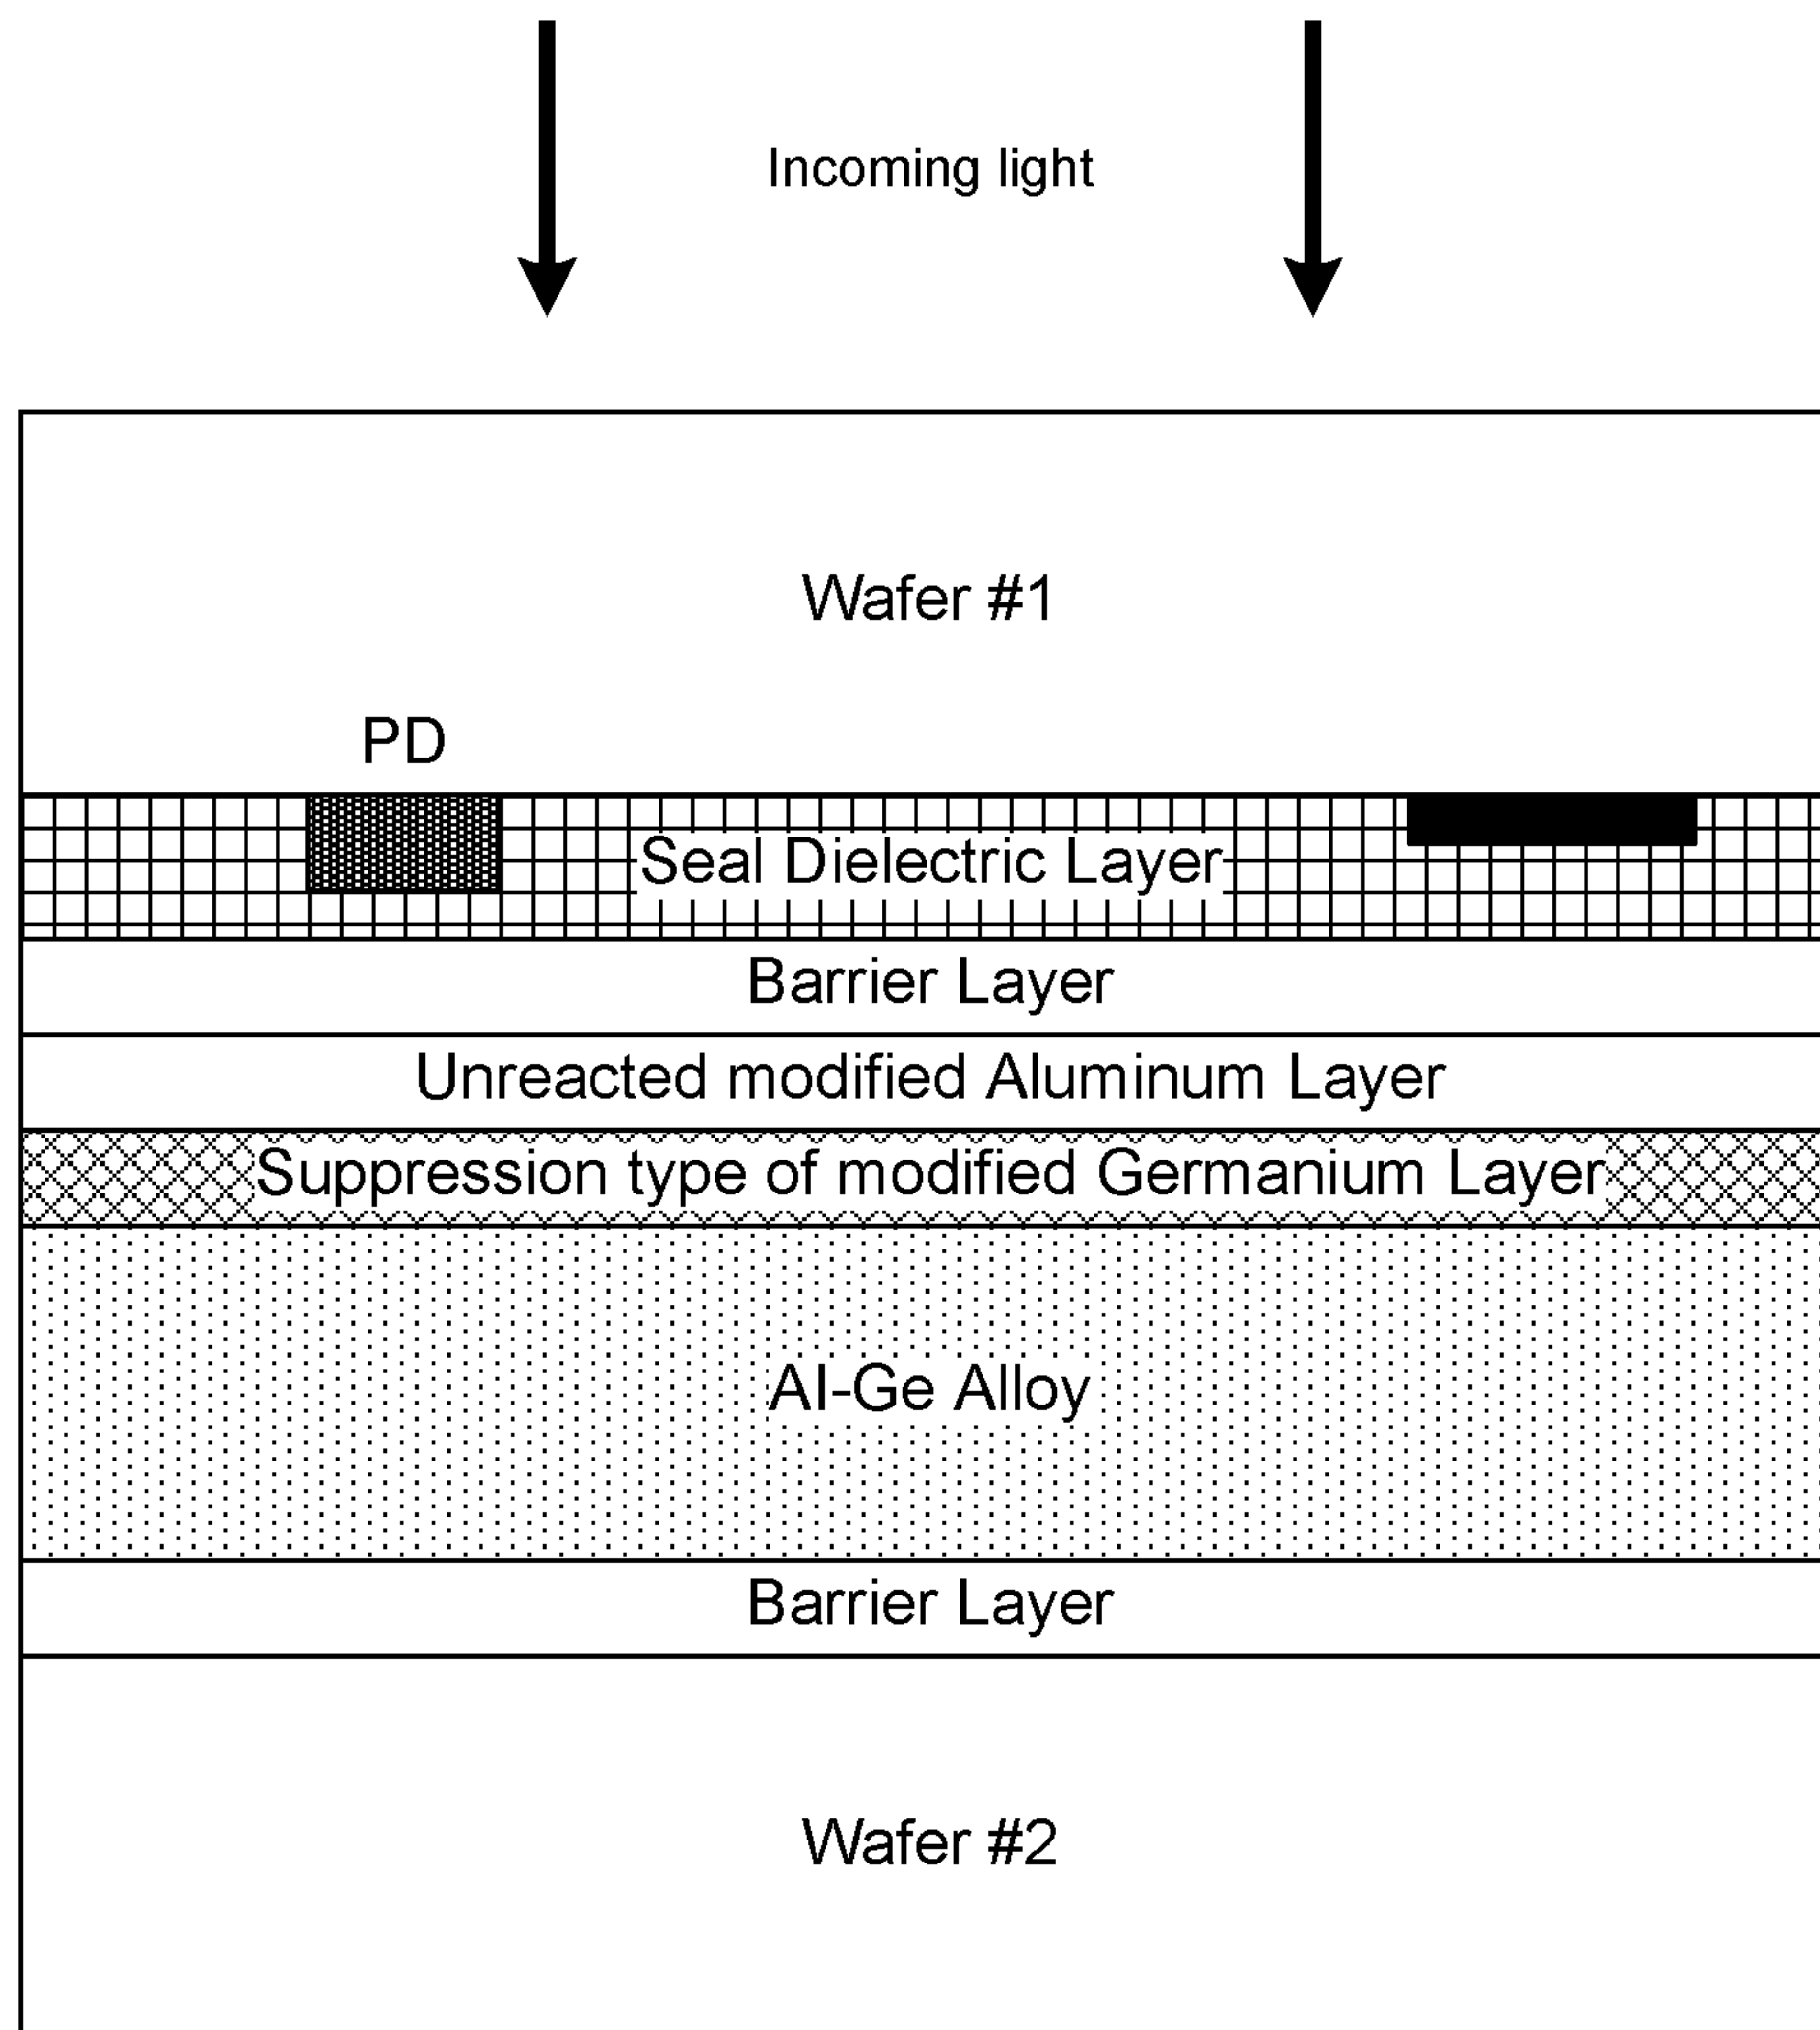 Incoming light
Wafer #1
PD
Seal Dielectric Layer
Barrier Layer
Unreacted modified Aluminum Layer
Suppression type of modified Germanium Layer
Al-Ge Alloy
Barrier Layer
Wafer #2